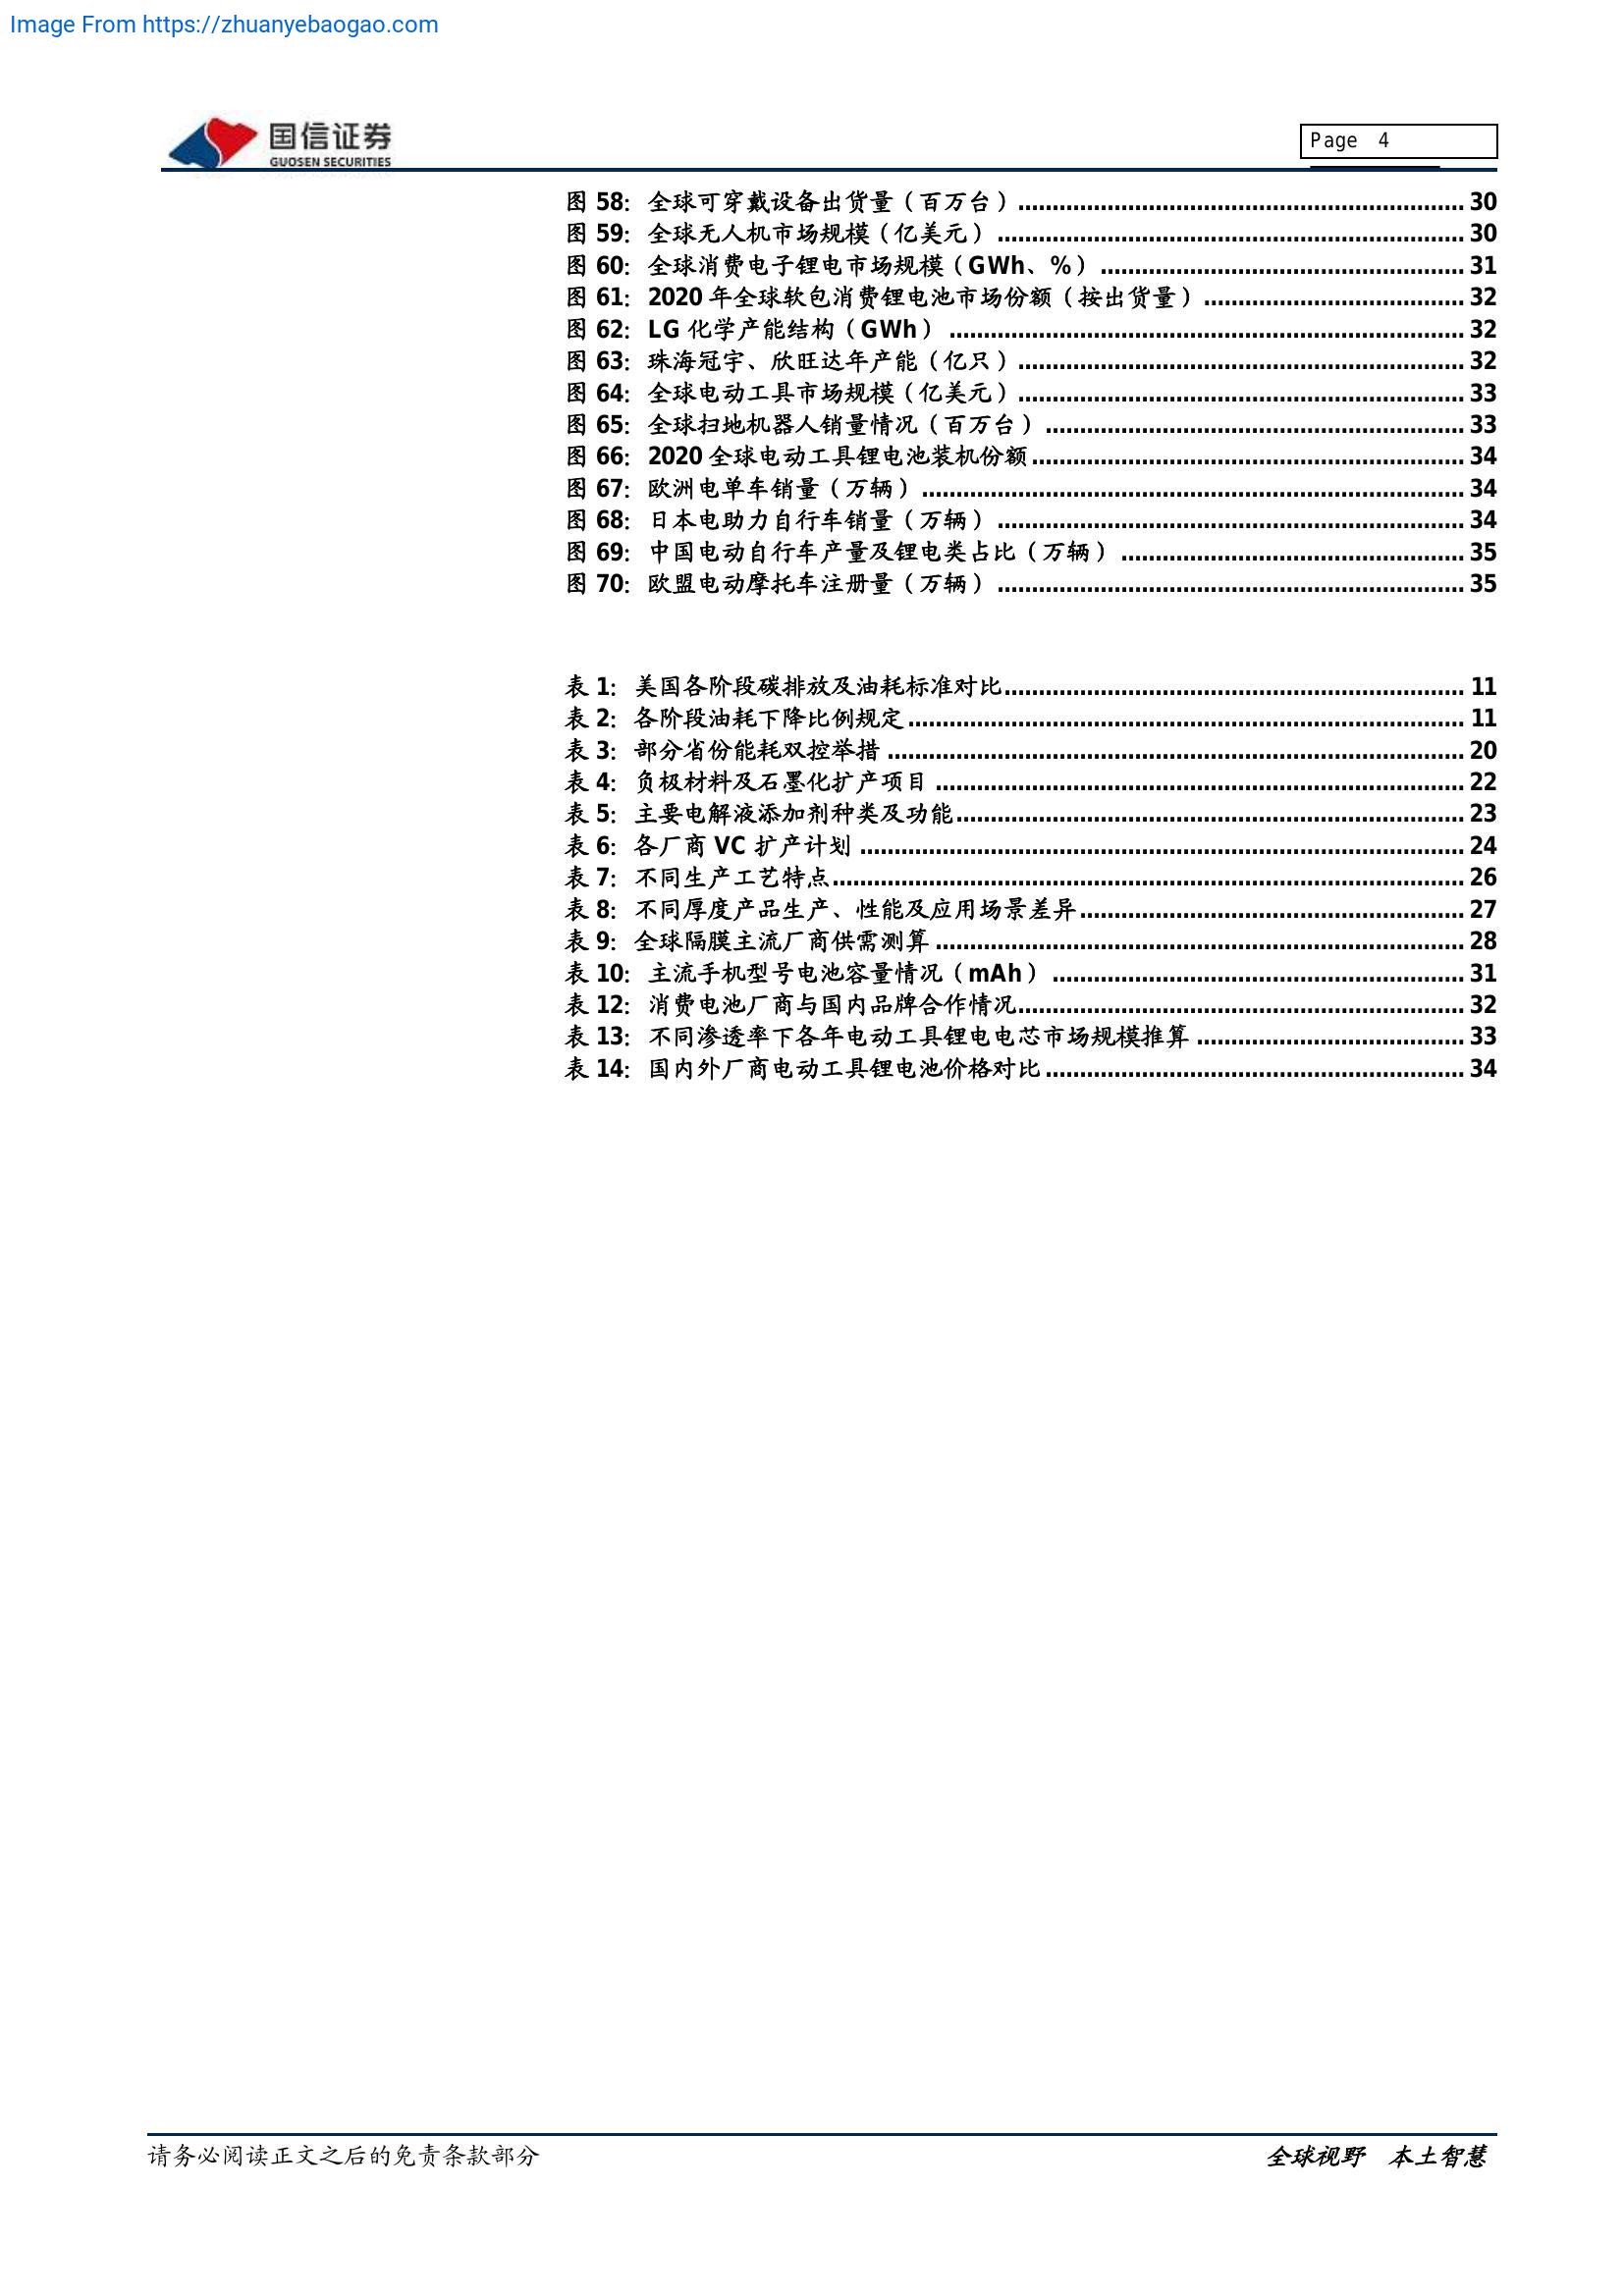 Image From https://zhuanyebaogao.com
国信证券
GUOSEN SECURITIES
Page 4
图 58：全球可穿戴设备出货量（百万台）30
图 59：全球无人机市场规模（亿美元）30
图 60：全球消费电子锂电市场规模（GWh、%）31
图 61：2020 年全球软包消费锂电池市场份额（按出货量）32
图 62：LG 化学产能结构（GWh）32
图 63：珠海冠宇、欣旺达年产能（亿只）32
图 64：全球电动工具市场规模（亿美元）33
图 65：全球扫地机器人销量情况（百万台）33
图 66：2020 全球电动工具锂电池装机份额 34
图 67：欧洲电单车销量（万辆）34
图 68：日本电助力自行车销量（万辆）34
图 69：中国电动自行车产量及锂电类占比（万辆）35
图 70：欧盟电动摩托车注册量（万辆）35
表 1：美国各阶段碳排放及油耗标准对比 11
表 2：各阶段油耗下降比例规定 11
表 3：部分省份能耗双控举措 20
表 4：负极材料及石墨化扩产项目 22
表 5：主要电解液添加剂种类及功能 23
表 6：各厂商 VC 扩产计划 24
表 7：不同生产工艺特点 26
表 8：不同厚度产品生产、性能及应用场景差异 27
表 9：全球隔膜主流厂商供需测算 28
表 10：主流手机型号电池容量情况（mAh）31
表 12：消费电池厂商与国内品牌合作情况 32
表 13：不同渗透率下各年电动工具锂电电芯市场规模推算 33
表 14：国内外厂商电动工具锂电池价格对比 34
请务必阅读正文之后的免责条款部分
全球视野 本土智慧